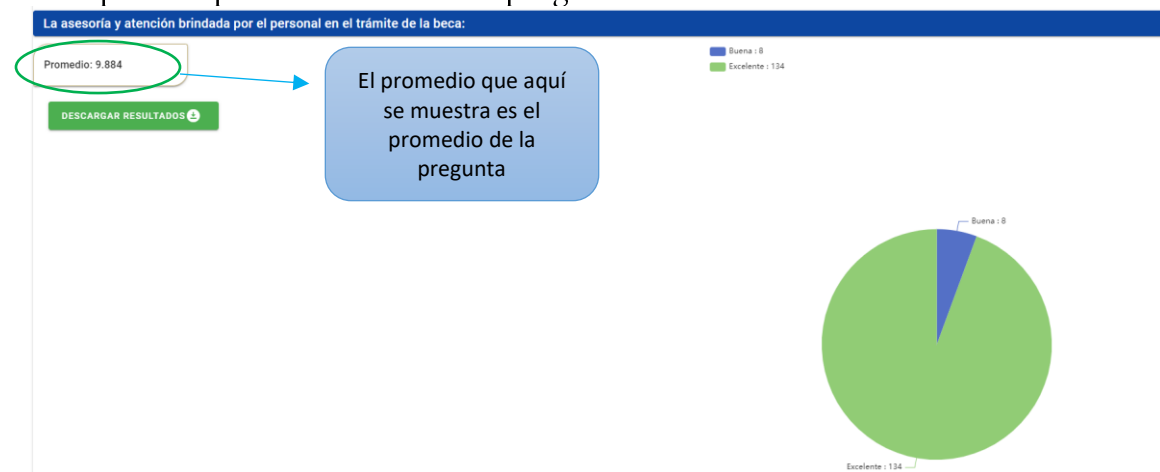 La asesoría y atención brindada por el personal en el trámite de la beca:
Promedio: 9.884
DESCARGAR RESULTADOS
El promedio que aquí
se muestra es el
promedio de la
pregunta
Buena : 8
Excelente : 134
Buena : 8
Excelente : 134